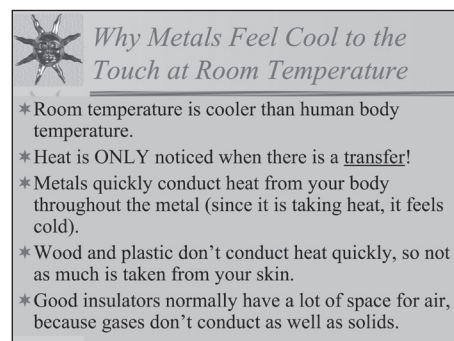 Why Metals Feel Cool to the
Touch at Room Temperature
✶Room temperature is cooler than human body
temperature.
✶Heat is ONLY noticed when there is a transfer!
✶Metals quickly conduct heat from your body
throughout the metal (since it is taking heat, it feels
cold).
✶Wood and plastic don’t conduct heat quickly, so not
as much is taken from your skin.
✶Good insulators normally have a lot of space for air,
because gases don’t conduct as well as solids.